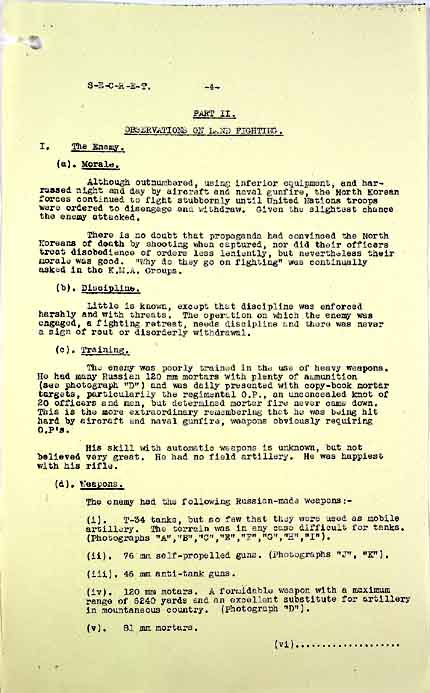 S-E-C-R-E-T. -4-
PART II.
OBSERVATIONS ON LAND FIGHTING.
I. The Enemy.
(a). Morale.
Although outnumbered, using inferior equipment, and har-
rassed night and day by aircraft and naval gunfire, the North Korean
forces continued to fight stubbornly until United Nations troops
were ordered to disengage and withdraw. Given the slightest chance
the enemy attacked.
There is no doubt that propaganda had convinced the North
Koreans of death by shooting when captured, nor did their officers
treat disobedience of orders less leniently, but nevertheless their
morale was good. "Why do they go on fighting" was continually
asked in the K.M.A. Groups.
(b). Discipline.
Little is known, except that discipline was enforced
harshly and with threats. The operation on which the enemy was
engaged, a fighting retreat, needs discipline and there was never
a sign of rout or disorderly withdrawal.
(c). Training.
The enemy was poorly trained in the use of heavy weapons.
He had many Russian 120 mm mortars with plenty of ammunition
(see photograph "D") and was daily presented with copy-book mortar
targets, particularly the regimental O.P., an unconcealed knot of
20 officers and men, but determined mortar fire never came down.
This is the more extraordinary remembering that he was being hit
hard by aircraft and naval gunfire, weapons obviously requiring
O.P's.
His skill with automatic weapons is unknown, but not
believed very great. He had no field artillery. He was happiest
with his rifle.
(d). Weapons.
The enemy had the following Russian-made weapons:-
(i). T-34 tanks, but so few that they were used as mobile
artillery. The terrain was in any case difficult for tanks.
(Photographs "A","B","C","E","F","G","H","I").
(ii). 76 mm self-propelled guns. (Photographs "J", "K").
(iii). 45 mm anti-tank guns.
(iv). 120 mm motars. A formidable weapon with a maximum
range of 6240 yards and an excellent substitute for artillery
in mountaneous country. (Photograph "D").
(v). 81 mm mortars.
(vi)...................